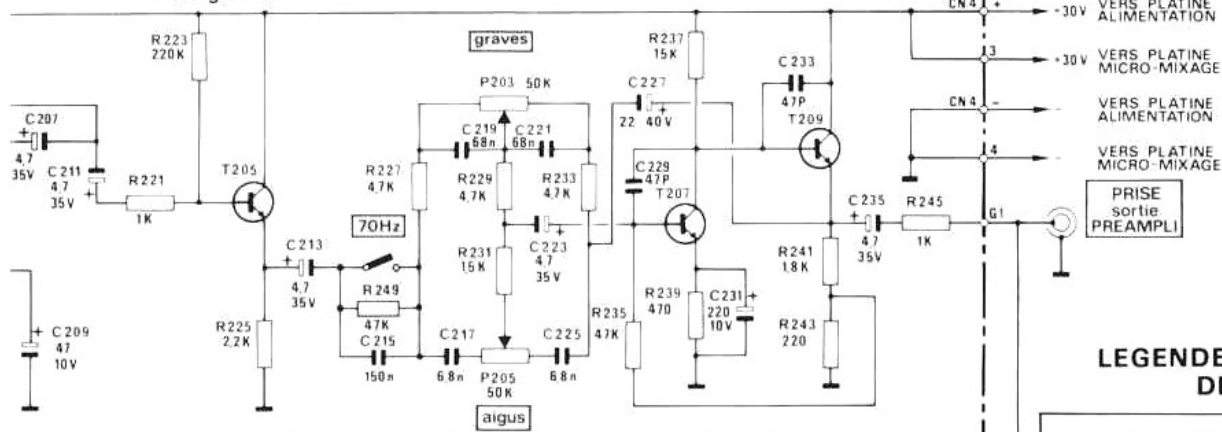 CN4 + -30V VERS PLATINE
ALIMENTATION
3 +30V VERS PLATINE
MICRO-MIXAGE
CN4 - - VERS PLATINE
ALIMENTATION
4 - VERS PLATINE
MICRO-MIXAGE
PRISE
sortie
PREAMPLI
G1
R223
220K
C207
+
4,7
35V
C211
4,7
35V
+
R221
1K
T205
C209
+
47
10V
R225
2,2K
C213
+
4,7
35V
70Hz
R249
47K
C215
150n
graves
P203 50K
C219
68n
C221
68n
R227
4,7K
R229
4,7K
R233
4,7K
R231
15K
C223
+
4,7
35V
C217
6,8n
P205
50K
C225
6,8n
aigus
R237
15K
C227
+
22 40V
C229
47P
T207
C233
47P
T209
R235
47K
R239
470
C231
+
220
10V
R241
1,8K
R243
220
C235
+
4,7
35V
R245
1K
LEGENDE